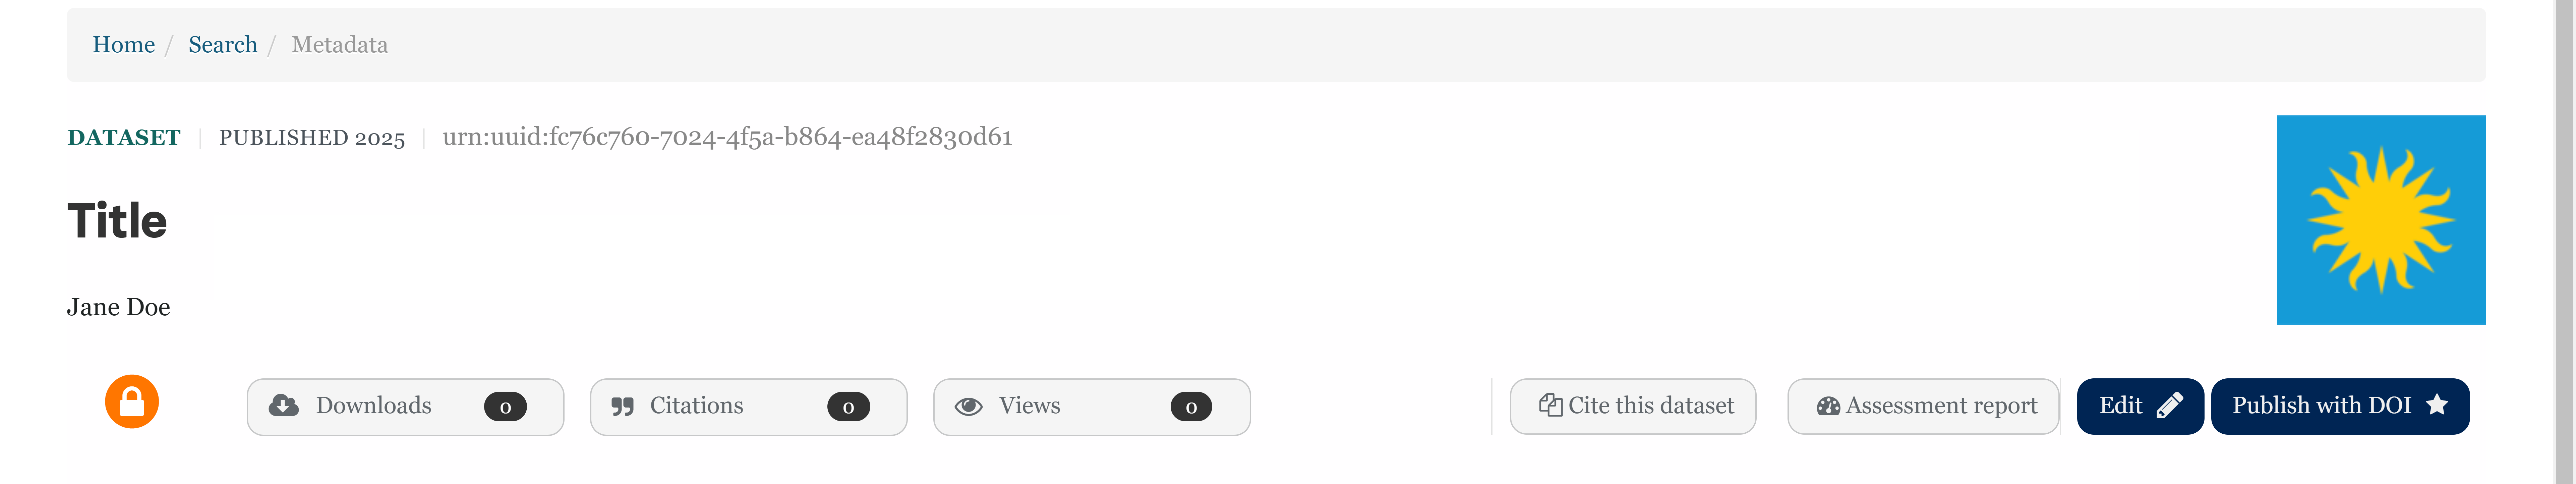 Home / Search / Metadata
DATASET | PUBLISHED 2025 | urn:uuid:fc76c760-7024-4f5a-b864-ea48f2830d61
Title
Jane Doe
Downloads 0 Citations 0 Views 0 Cite this dataset Assessment report Edit Publish with DOI